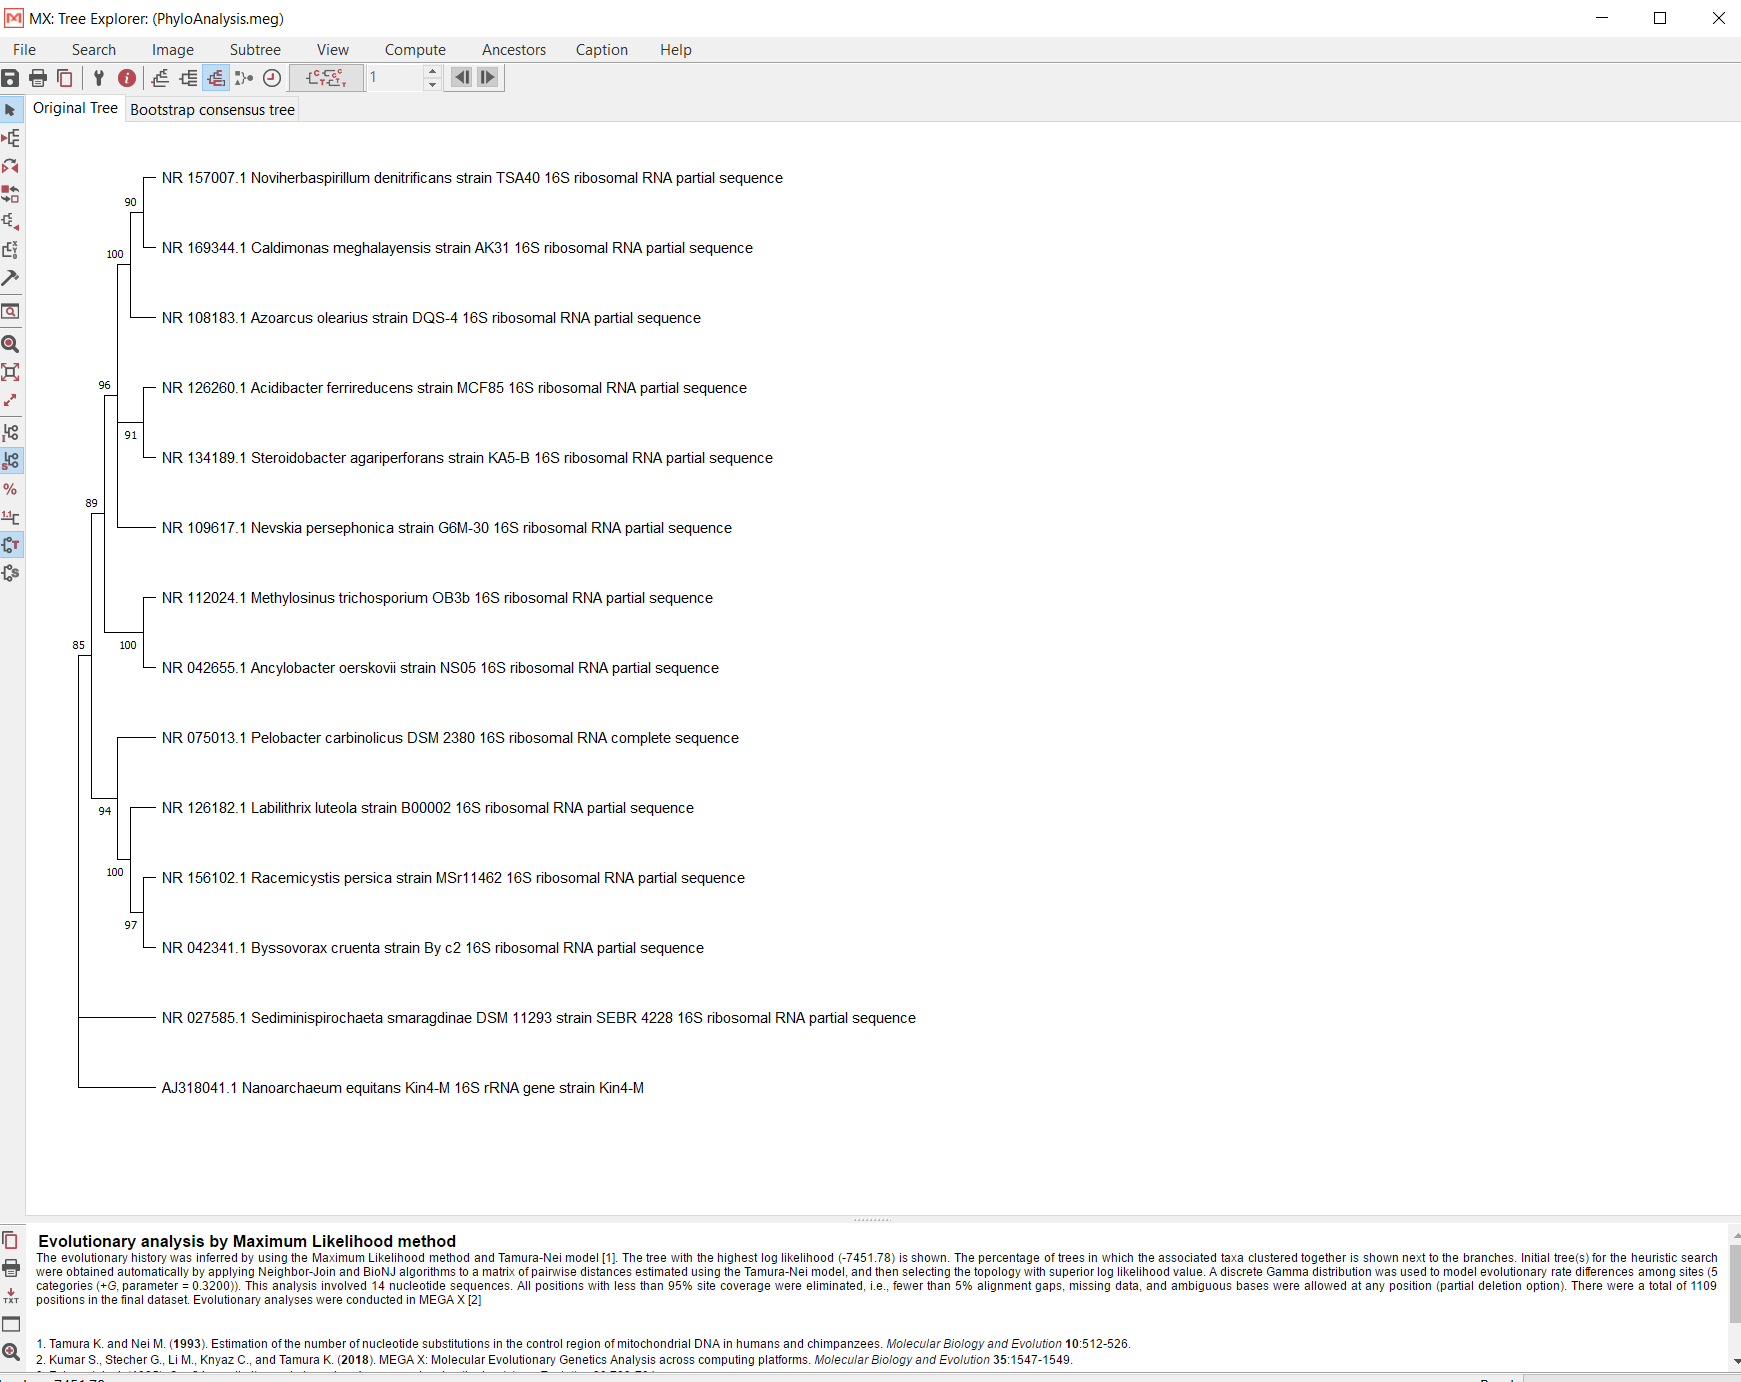 MX: Tree Explorer: (PhyloAnalysis.meg)
File Search Image Subtree View Compute Ancestors Caption Help
1
Original Tree Bootstrap consensus tree
NR 157007.1 Noviherbaspirillum denitrificans strain TSA40 16S ribosomal RNA partial sequence
90
NR 169344.1 Caldimonas meghalayensis strain AK31 16S ribosomal RNA partial sequence
100
NR 108183.1 Azoarcus olearius strain DQS-4 16S ribosomal RNA partial sequence
96
NR 126260.1 Acidibacter ferrireducens strain MCF85 16S ribosomal RNA partial sequence
91
NR 134189.1 Steroidobacter agariperforans strain KA5-B 16S ribosomal RNA partial sequence
89
NR 109617.1 Nevskia persephonica strain G6M-30 16S ribosomal RNA partial sequence
NR 112024.1 Methylosinus trichosporium OB3b 16S ribosomal RNA partial sequence
85
100
NR 042655.1 Ancylobacter oerskovii strain NS05 16S ribosomal RNA partial sequence
NR 075013.1 Pelobacter carbinolicus DSM 2380 16S ribosomal RNA complete sequence
94
NR 126182.1 Labilithrix luteola strain B00002 16S ribosomal RNA partial sequence
100
NR 156102.1 Racemicystis persica strain MSr11462 16S ribosomal RNA partial sequence
97
NR 042341.1 Byssovorax cruenta strain By c2 16S ribosomal RNA partial sequence
NR 027585.1 Sediminispirochaeta smaragdinae DSM 11293 strain SEBR 4228 16S ribosomal RNA partial sequence
AJ318041.1 Nanoarchaeum equitans Kin4-M 16S rRNA gene strain Kin4-M
Evolutionary analysis by Maximum Likelihood method
The evolutionary history was inferred by using the Maximum Likelihood method and Tamura-Nei model [1]. The tree with the highest log likelihood (-7451.78) is shown. The percentage of trees in which the associated taxa clustered together is shown next to the branches. Initial tree(s) for the heuristic search
were obtained automatically by applying Neighbor-Join and BioNJ algorithms to a matrix of pairwise distances estimated using the Tamura-Nei model, and then selecting the topology with superior log likelihood value. A discrete Gamma distribution was used to model evolutionary rate differences among sites (5
categories (+G, parameter = 0.3200)). This analysis involved 14 nucleotide sequences. All positions with less than 95% site coverage were eliminated, i.e., fewer than 5% alignment gaps, missing data, and ambiguous bases were allowed at any position (partial deletion option). There were a total of 1109
positions in the final dataset. Evolutionary analyses were conducted in MEGA X [2]
1. Tamura K. and Nei M. (1993). Estimation of the number of nucleotide substitutions in the control region of mitochondrial DNA in humans and chimpanzees. Molecular Biology and Evolution 10:512-526.
2. Kumar S., Stecher G., Li M., Knyaz C., and Tamura K. (2018). MEGA X: Molecular Evolutionary Genetics Analysis across computing platforms. Molecular Biology and Evolution 35:1547-1549.